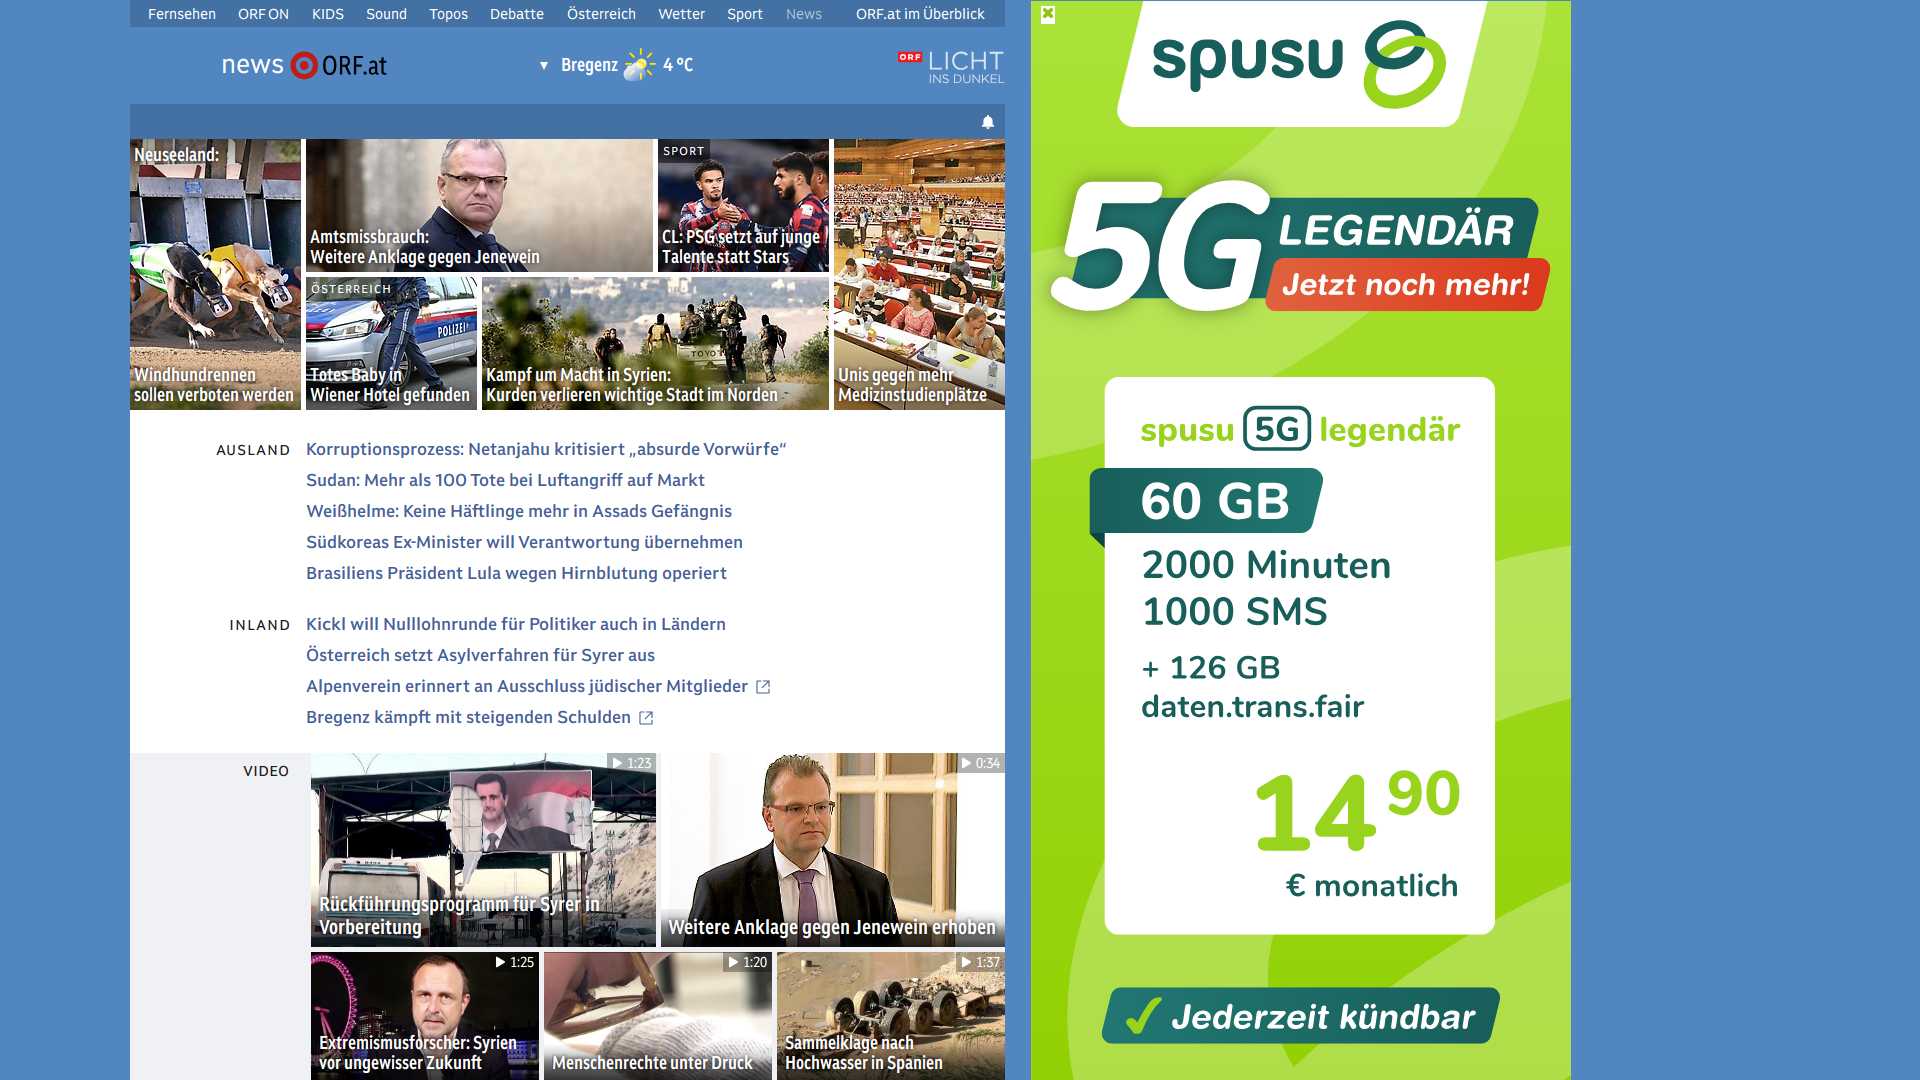 Fernsehen ORF ON KIDS Sound Topos Debatte Österreich Wetter Sport News ORF.at im Überblick
news ORF.at
Bregenz 4 °C
ORF LICHT
INS DUNKEL
Neuseeland:
Windhundrennen
sollen verboten werden
Amtsmissbrauch:
Weitere Anklage gegen Jenewein
SPORT
CL: PSG setzt auf junge
Talente statt Stars
ÖSTERREICH
POLIZEI
Totes Baby in
Wiener Hotel gefunden
TOYO
Kampf um Macht in Syrien:
Kurden verlieren wichtige Stadt im Norden
Unis gegen mehr
Medizinstudienplätze
AUSLAND
Korruptionsprozess: Netanjahu kritisiert „absurde Vorwürfe“
Sudan: Mehr als 100 Tote bei Luftangriff auf Markt
Weißhelme: Keine Häftlinge mehr in Assads Gefängnis
Südkoreas Ex-Minister will Verantwortung übernehmen
Brasiliens Präsident Lula wegen Hirnblutung operiert
INLAND
Kickl will Nulllohnrunde für Politiker auch in Ländern
Österreich setzt Asylverfahren für Syrer aus
Alpenverein erinnert an Ausschluss jüdischer Mitglieder
Bregenz kämpft mit steigenden Schulden
VIDEO
1:23
Rückführungsprogramm für Syrer in
Vorbereitung
0:34
Weitere Anklage gegen Jenewein erhoben
1:25
Extremismusforscher: Syrien
vor ungewisser Zukunft
1:20
Menschenrechte unter Druck
1:37
Sammelklage nach
Hochwasser in Spanien
spusu
5G LEGENDÄR
Jetzt noch mehr!
spusu 5G legendär
60 GB
2000 Minuten
1000 SMS
+ 126 GB
daten.trans.fair
14 90
€ monatlich
Jederzeit kündbar